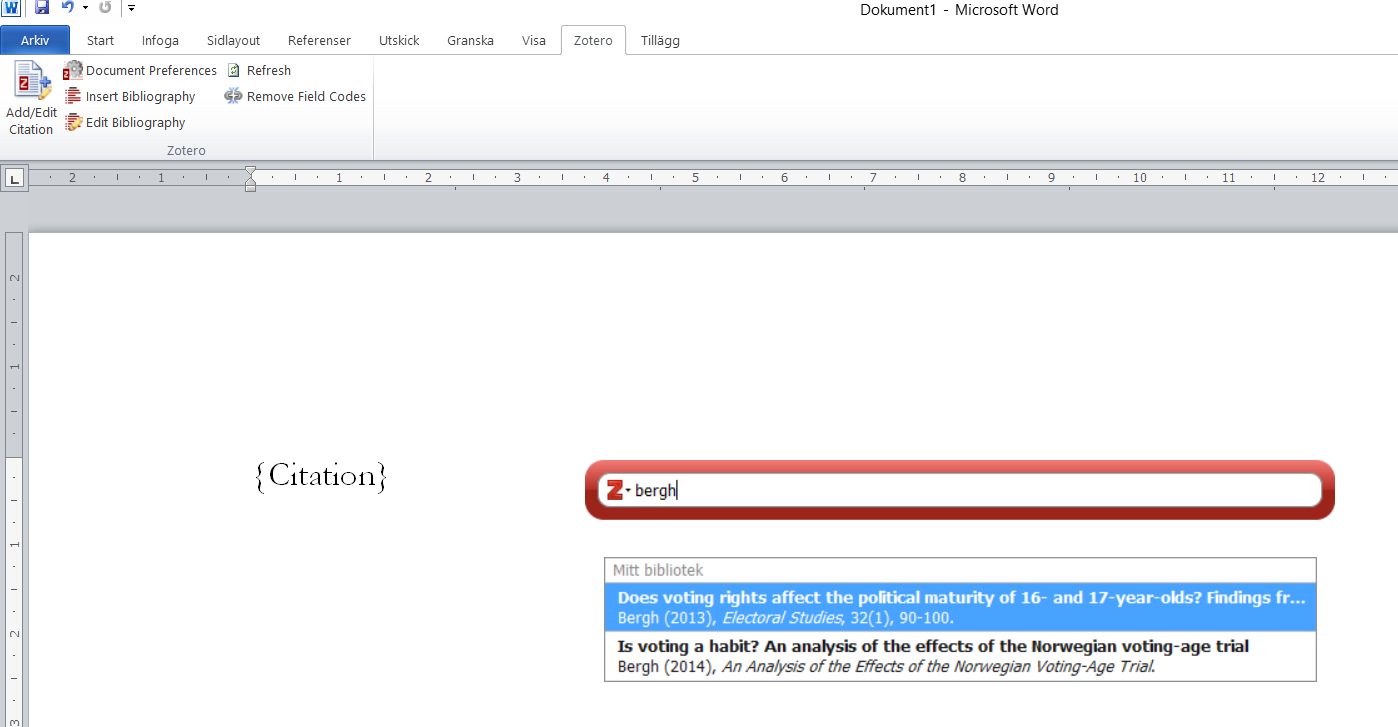 Dokument1 - Microsoft Word
Arkiv Start Infoga Sidlayout Referenser Utskick Granska Visa Zotero Tillägg
Document Preferences Refresh
Insert Bibliography Remove Field Codes
Add/Edit
Citation
Edit Bibliography
Zotero
2 1 1 2 3 4 5 6 7 8 9 10 11 12
2
1
{Citation}
Z bergh
1
Mitt bibliotek
Does voting rights affect the political maturity of 16- and 17-year-olds? Findings fr...
Bergh (2013), Electoral Studies, 32(1), 90-100.
2
Is voting a habit? An analysis of the effects of the Norwegian voting-age trial
Bergh (2014), An Analysis of the Effects of the Norwegian Voting-Age Trial.
3